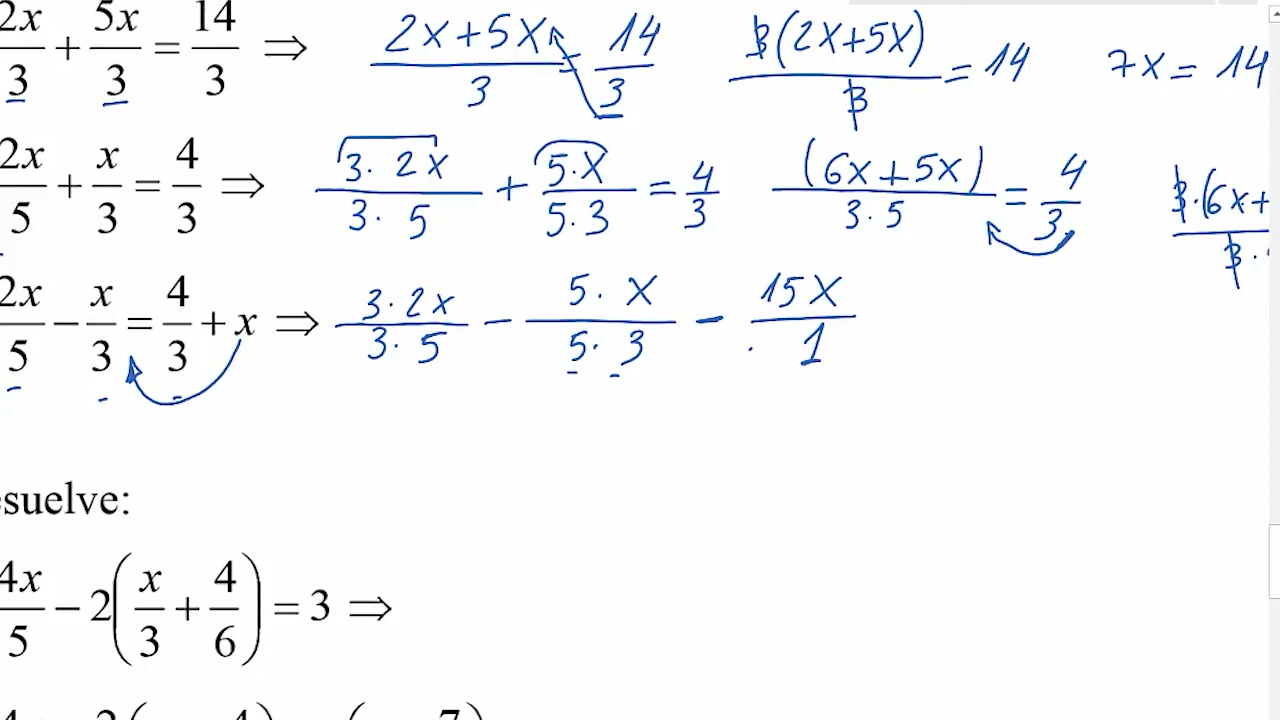 2x/3 + 5x/3 = 14/3 ⇒ (2x+5x)/3 = 14/3 3(2x+5x)/3 = 14 7x = 14
2x/5 + x/3 = 4/3 ⇒ 3·2x/3·5 + 5·x/5·3 = 4/3 (6x+5x)/3·5 = 4/3 3·(6x+
2x/5 − x/3 = 4/3 + x ⇒ 3·2x/3·5 − 5·x/5·3 − 15x/1
esuelve:
4x/5 − 2(x/3 + 4/6) = 3 ⇒